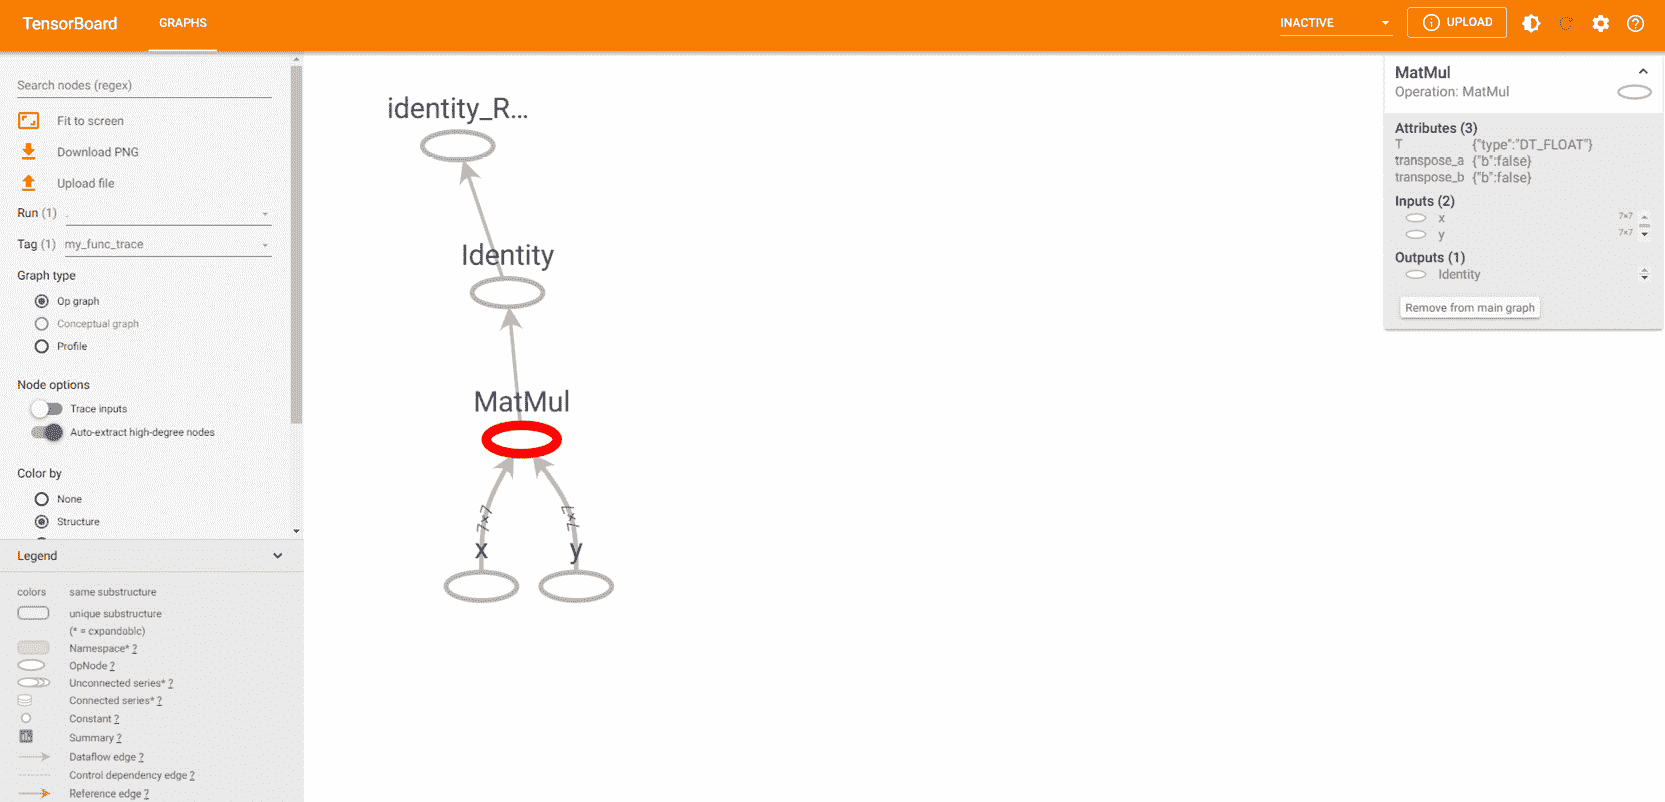 TensorBoard
GRAPHS
INACTIVE
UPLOAD
Search nodes (regex)
Fit to screen
Download PNG
Upload file
Run (1) .
Tag (1) my_func_trace
Graph type
Op graph
Conceptual graph
Profile
Node options
Trace inputs
Auto-extract high-degree nodes
Color by
None
Structure
Legend
colors same substructure
unique substructure
(* = expandable)
Namespace* ?
OpNode ?
Unconnected series* ?
Connected series* ?
Constant ?
Summary ?
Dataflow edge ?
Control dependency edge ?
Reference edge ?
identity_R...
Identity
MatMul
7×7 7×7
x y
MatMul
Operation: MatMul
Attributes (3)
T {"type":"DT_FLOAT"}
transpose_a {"b":false}
transpose_b {"b":false}
Inputs (2)
x 7×7
y 7×7
Outputs (1)
Identity
Remove from main graph